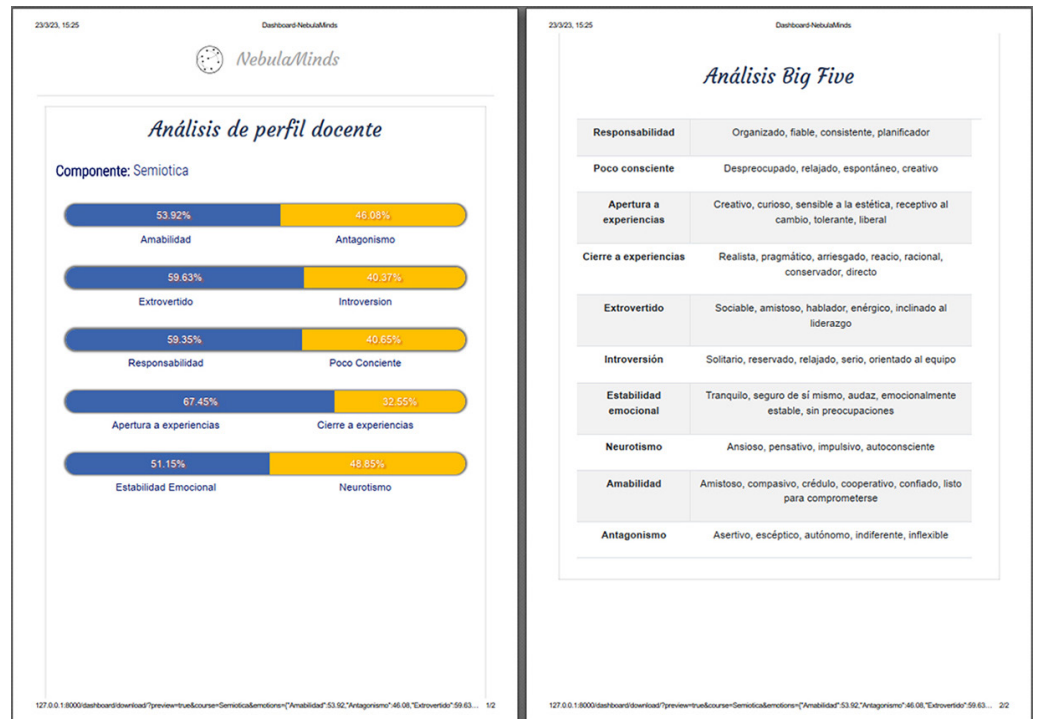 23/3/23, 15:25
Dashboard-NebulaMinds
NebulaMinds
Análisis de perfil docente
Componente: Semiotica
53.92% 46.08%
Amabilidad Antagonismo
59.63% 40.37%
Extrovertido Introversion
59.35% 40.65%
Responsabilidad Poco Conciente
67.45% 32.55%
Apertura a experiencias Cierre a experiencias
51.15% 48.85%
Estabilidad Emocional Neurotismo
127.0.0.1:8000/dashboard/download/?preview=true&course=Semiotica&emotions={"Amabilidad":53.92,"Antagonismo":46.08,"Extrovertido":59.63… 1/2
23/3/23, 15:25
Dashboard-NebulaMinds
Análisis Big Five
Responsabilidad Organizado, fiable, consistente, planificador
Poco consciente Despreocupado, relajado, espontáneo, creativo
Apertura a experiencias
Creativo, curioso, sensible a la estética, receptivo al
cambio, tolerante, liberal
Cierre a experiencias
Realista, pragmático, arriesgado, reacio, racional,
conservador, directo
Extrovertido
Sociable, amistoso, hablador, enérgico, inclinado al
liderazgo
Introversión Solitario, reservado, relajado, serio, orientado al equipo
Estabilidad emocional
Tranquilo, seguro de sí mismo, audaz, emocionalmente
estable, sin preocupaciones
Neurotismo Ansioso, pensativo, impulsivo, autoconsciente
Amabilidad
Amistoso, compasivo, crédulo, cooperativo, confiado, listo
para comprometerse
Antagonismo Asertivo, escéptico, autónomo, indiferente, inflexible
127.0.0.1:8000/dashboard/download/?preview=true&course=Semiotica&emotions={"Amabilidad":53.92,"Antagonismo":46.08,"Extrovertido":59.63… 2/2